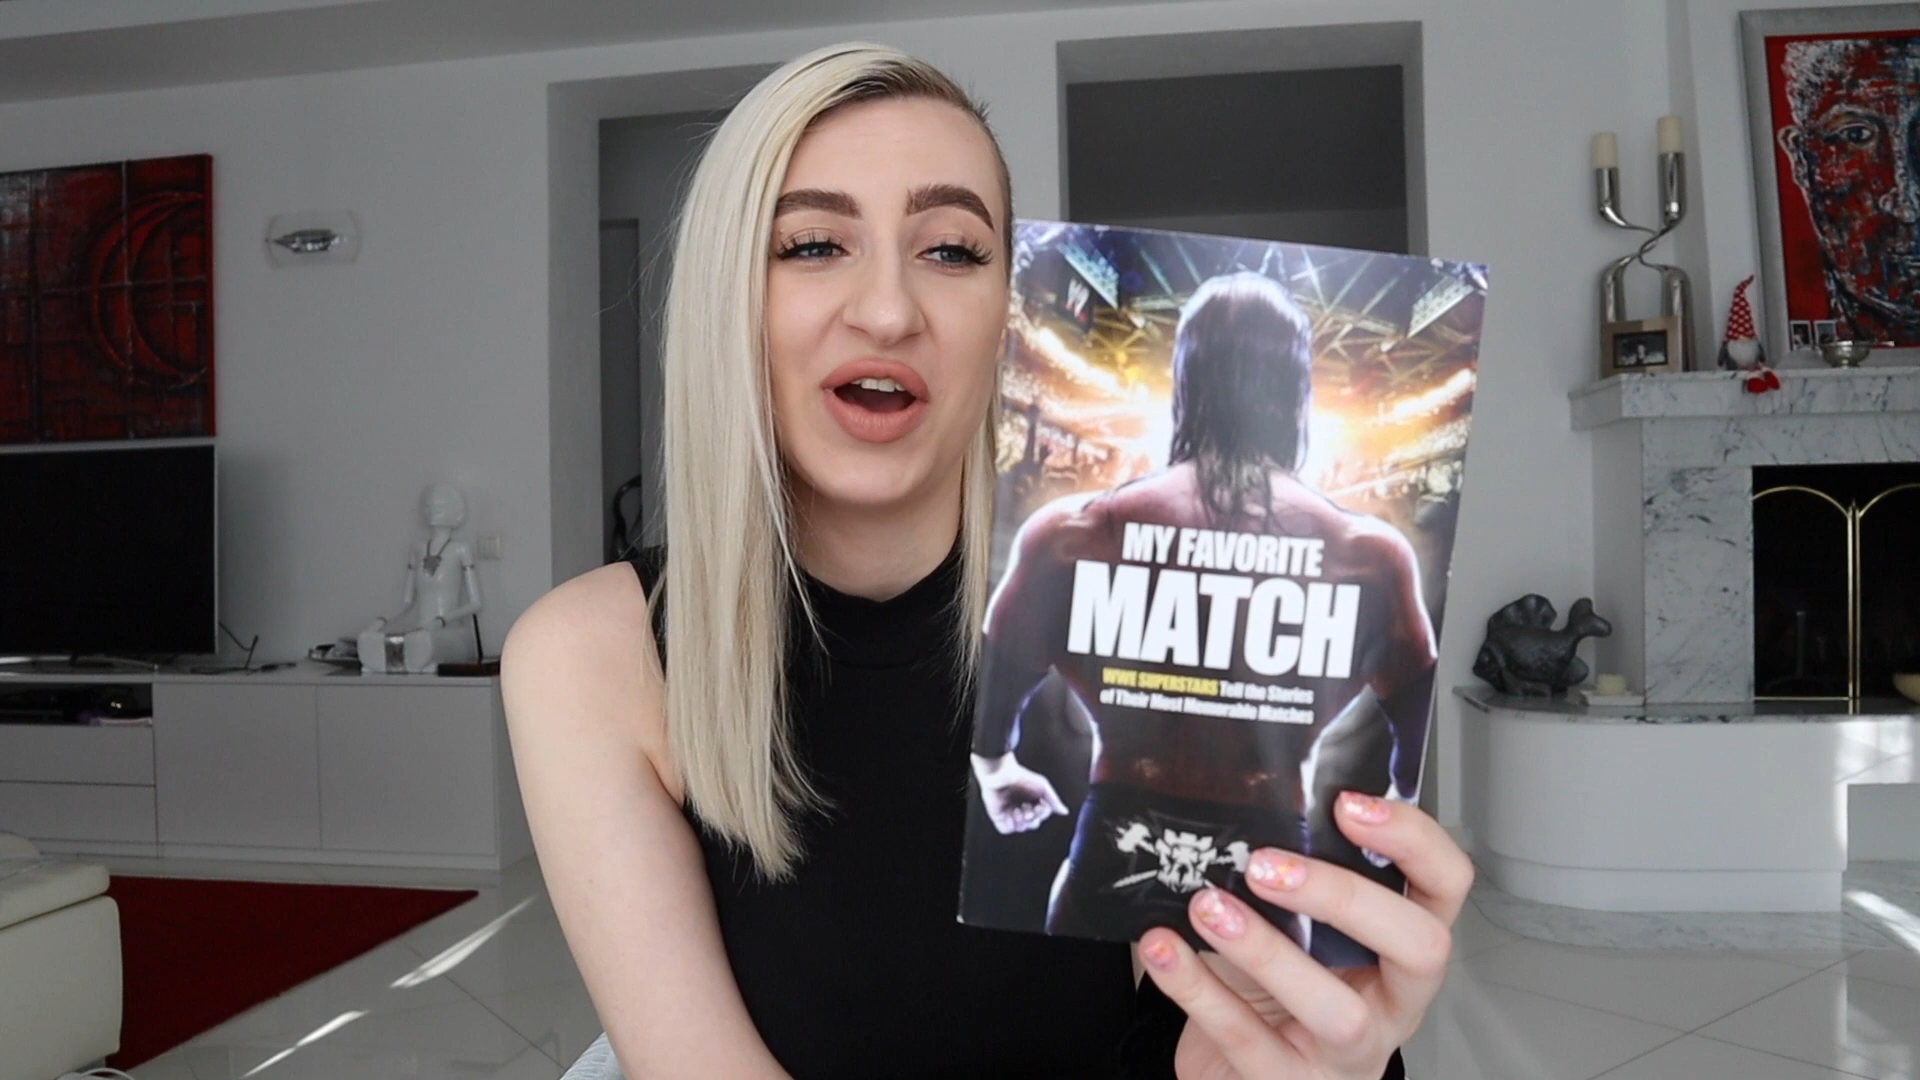 MY FAVORITE
MATCH
WWE SUPERSTARS Tell the Stories
of Their Most Memorable Matches